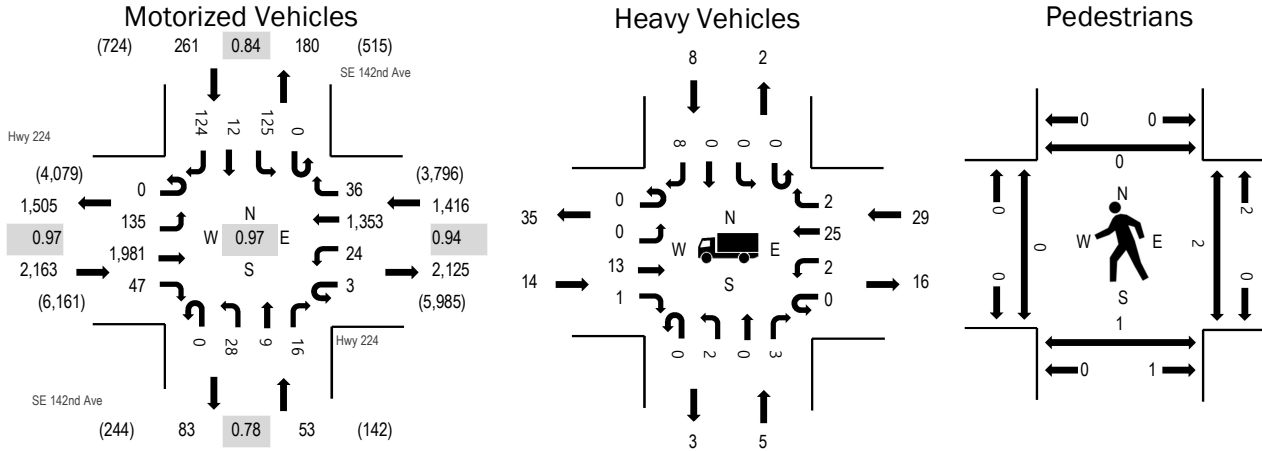 Motorized Vehicles
(724) 261 0.84 180 (515)
SE 142nd Ave
Hwy 224
124 12 125 0
(4,079) 0 36 (3,796)
1,505 135 N 1,353 1,416
0.97 W 0.97 E 0.94
2,163 1,981 S 24 2,125
(6,161) 47 3 (5,985)
0 28 9 16
Hwy 224
SE 142nd Ave
(244) 83 0.78 53 (142)
Heavy Vehicles
8 2
8 0 0 0
0 2
35 0 N 25 29
W E
14 13 S 2 16
1 0
0 2 0 3
3 5
Pedestrians
0 0
0
0 N 2
W E
0 2
0 S 0
1
0 1